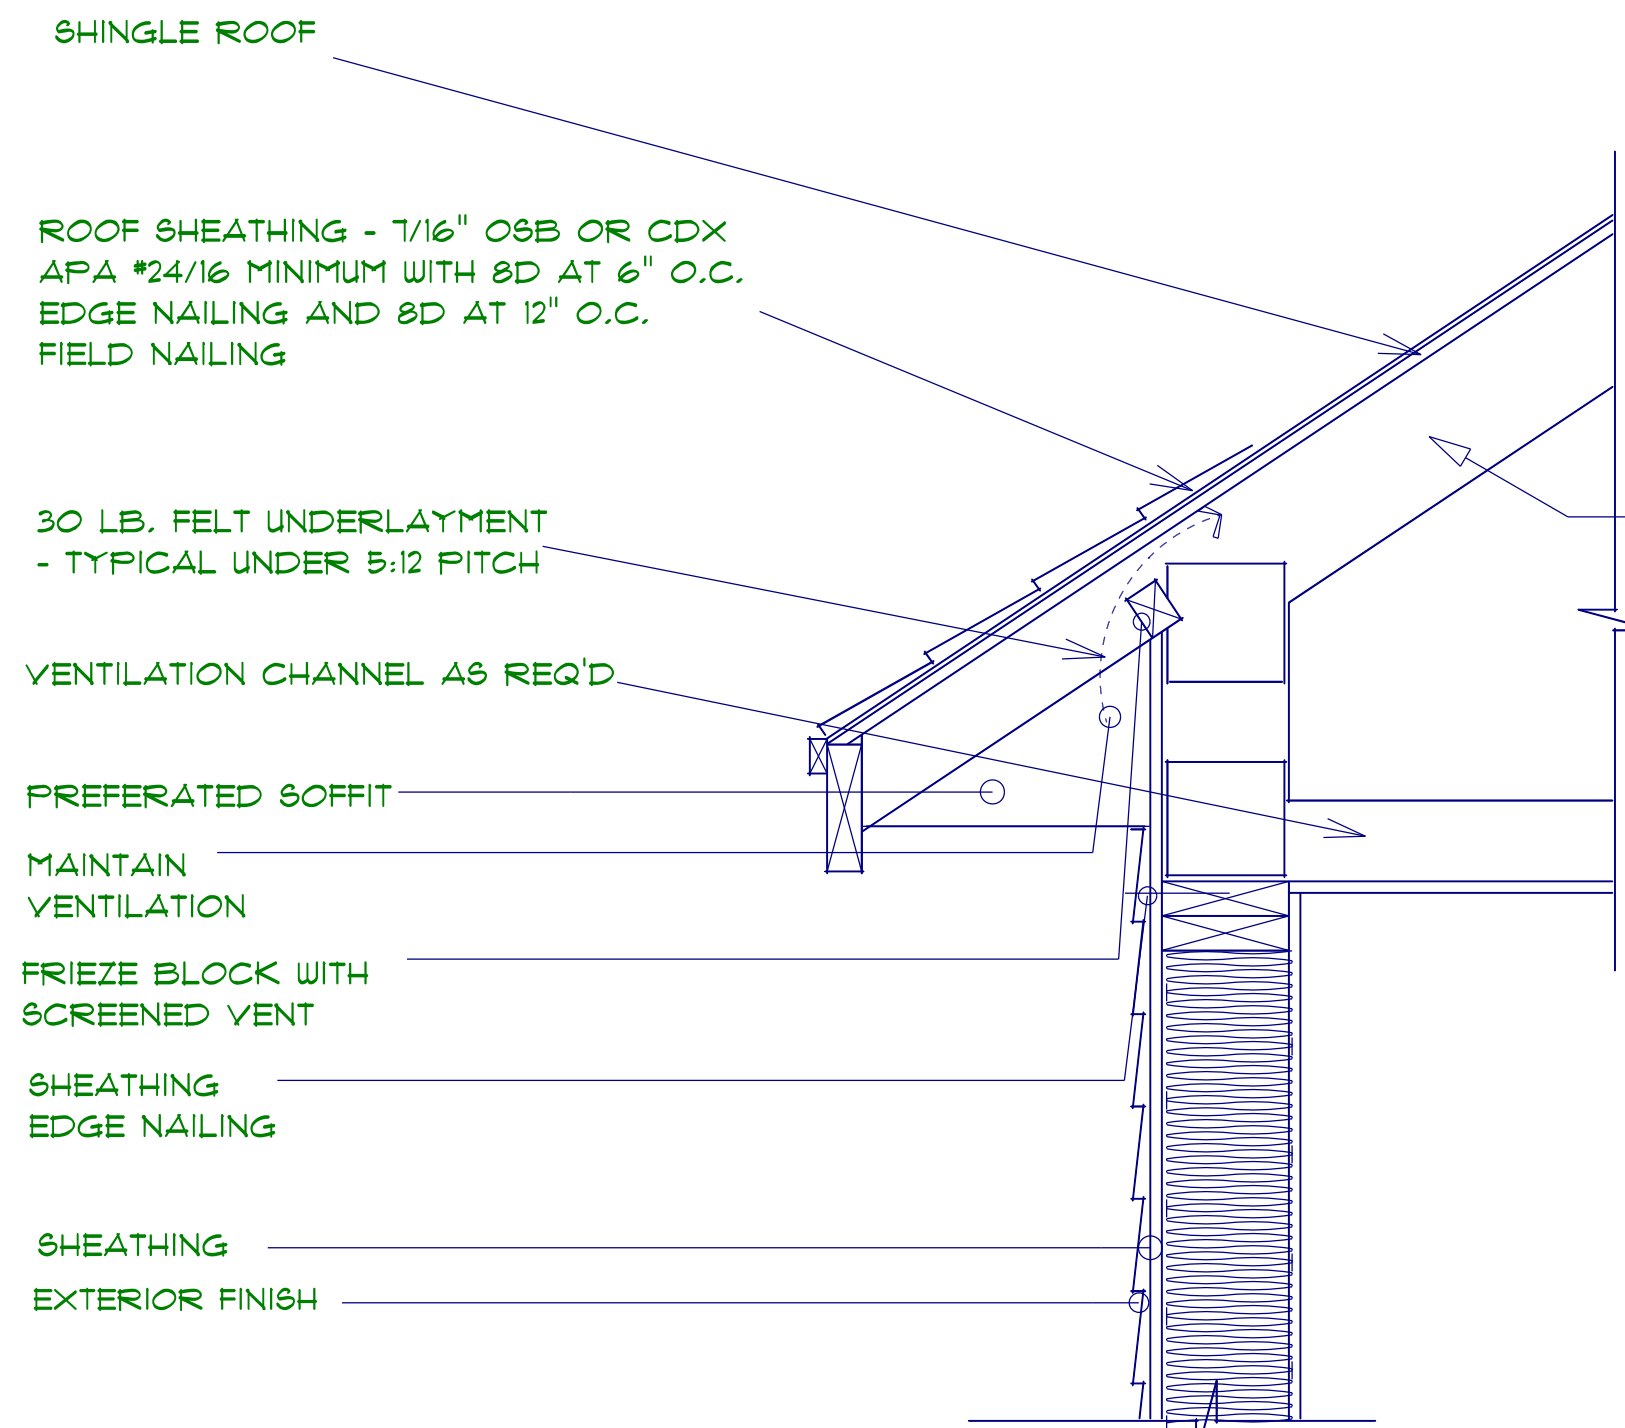 SHINGLE ROOF
ROOF SHEATHING - 7/16" OSB OR CDX
APA #24/16 MINIMUM WITH 8D AT 6" O.C.
EDGE NAILING AND 8D AT 12" O.C.
FIELD NAILING
30 LB. FELT UNDERLAYMENT
- TYPICAL UNDER 5:12 PITCH
VENTILATION CHANNEL AS REQ'D
PREFERATED SOFFIT
MAINTAIN
VENTILATION
FRIEZE BLOCK WITH
SCREENED VENT
SHEATHING
EDGE NAILING
SHEATHING
EXTERIOR FINISH